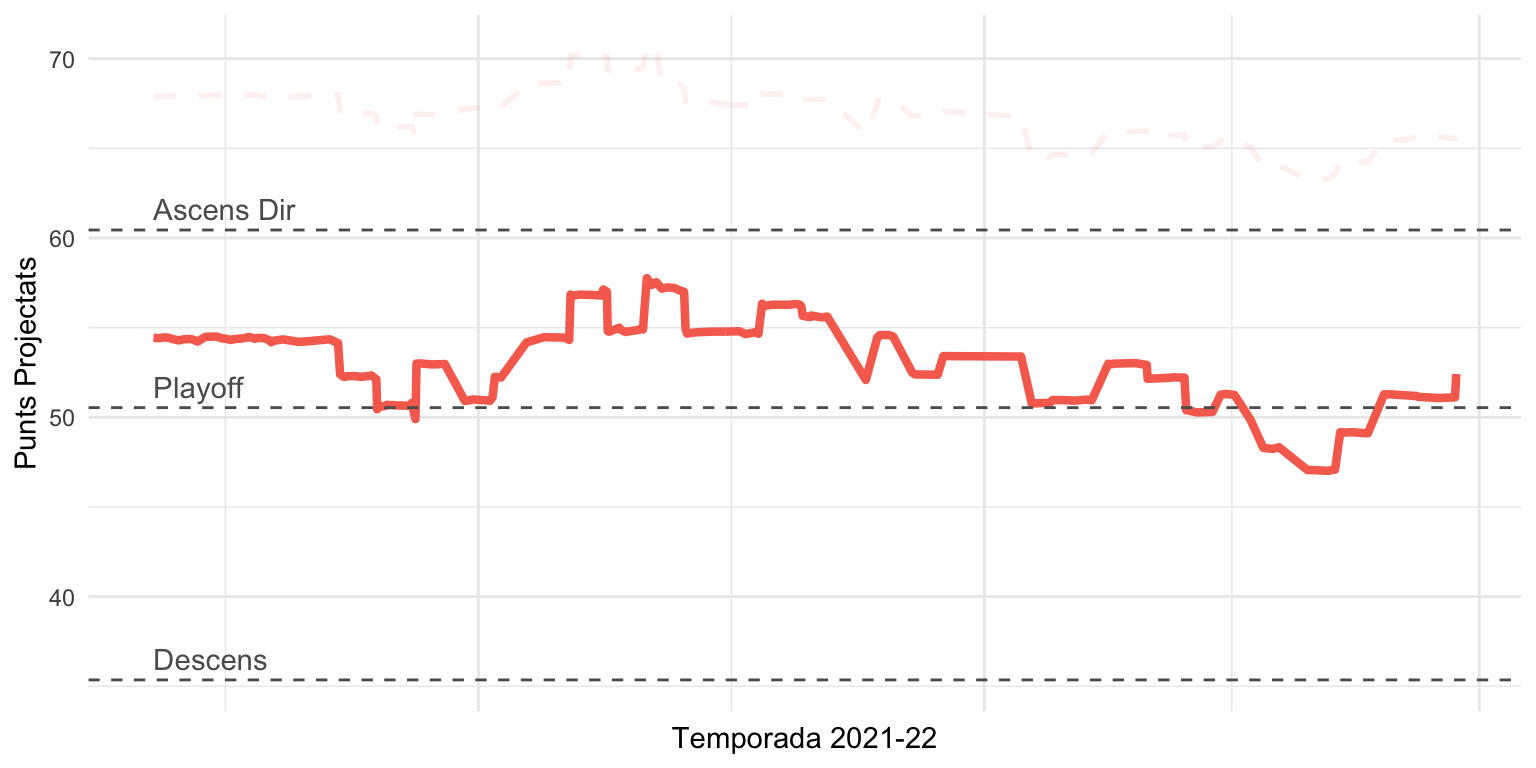 70
Ascens Dir
60
Playoff
50
40
Descens
Punts Projectats
Temporada 2021-22